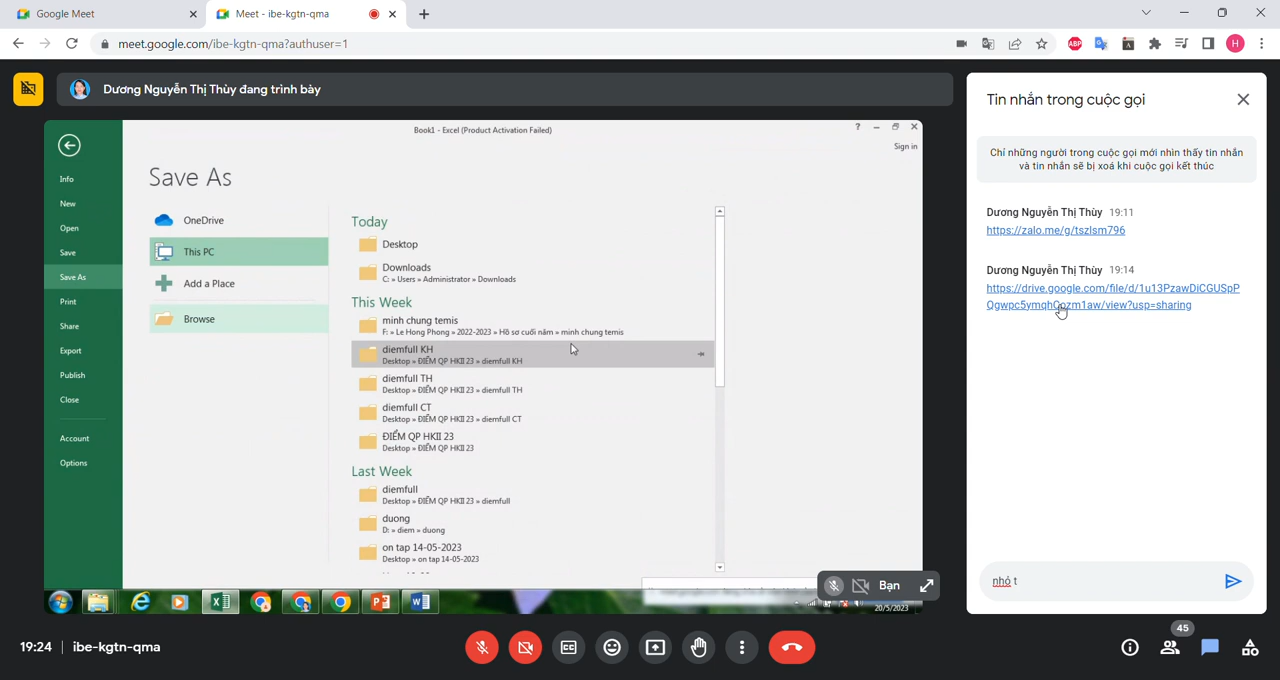 Google Meet
Meet - ibe-kgtn-qma
meet.google.com/ibe-kgtn-qma?authuser=1
ABP
H
Dương Nguyễn Thị Thùy đang trình bày
Book1 - Excel (Product Activation Failed)
Sign in
Info
New
Open
Save
Save As
Print
Share
Export
Publish
Close
Account
Options
Save As
OneDrive
This PC
Add a Place
Browse
Today
Desktop
Downloads
C: » Users » Administrator » Downloads
This Week
minh chung temis
F: » Le Hong Phong » 2022-2023 » Hồ sơ cuối năm » minh chung temis
diemfull KH
Desktop » ĐIỂM QP HKII 23 » diemfull KH
diemfull TH
Desktop » ĐIỂM QP HKII 23 » diemfull TH
diemfull CT
Desktop » ĐIỂM QP HKII 23 » diemfull CT
ĐIỂM QP HKII 23
Desktop » ĐIỂM QP HKII 23
Last Week
diemfull
Desktop » ĐIỂM QP HKII 23 » diemfull
duong
D: » diem » duong
on tap 14-05-2023
Desktop » on tap 14-05-2023
Bạn
20/5/2023
Tin nhắn trong cuộc gọi
Chỉ những người trong cuộc gọi mới nhìn thấy tin nhắn
và tin nhắn sẽ bị xoá khi cuộc gọi kết thúc
Dương Nguyễn Thị Thùy 19:11
https://zalo.me/g/tszlsm796
Dương Nguyễn Thị Thùy 19:14
https://drive.google.com/file/d/1u13PzawDiCGUSpP
nhỏ t
19:24 | ibe-kgtn-qma
45